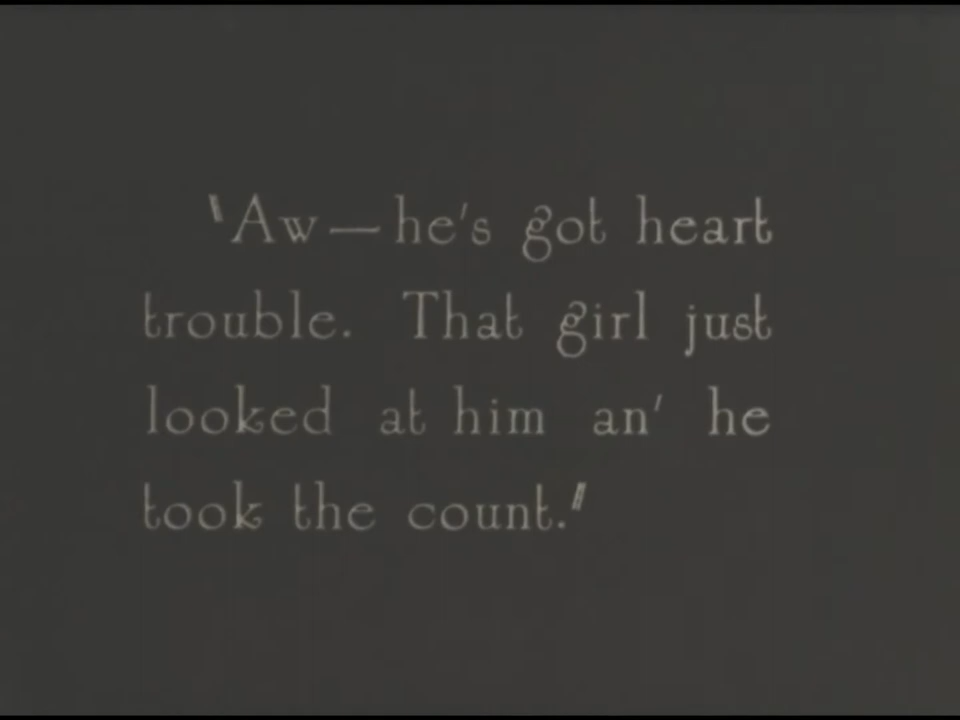 "Aw—he's got heart
trouble. That girl just
looked at him an' he
took the count."